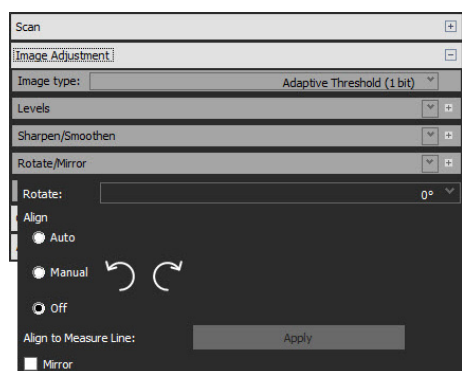 Scan
Image Adjustment
Image type: Adaptive Threshold (1 bit)
Levels
Sharpen/Smoothen
Rotate/Mirror
Rotate: 0°
Align
Auto
Manual
Off
Align to Measure Line: Apply
Mirror